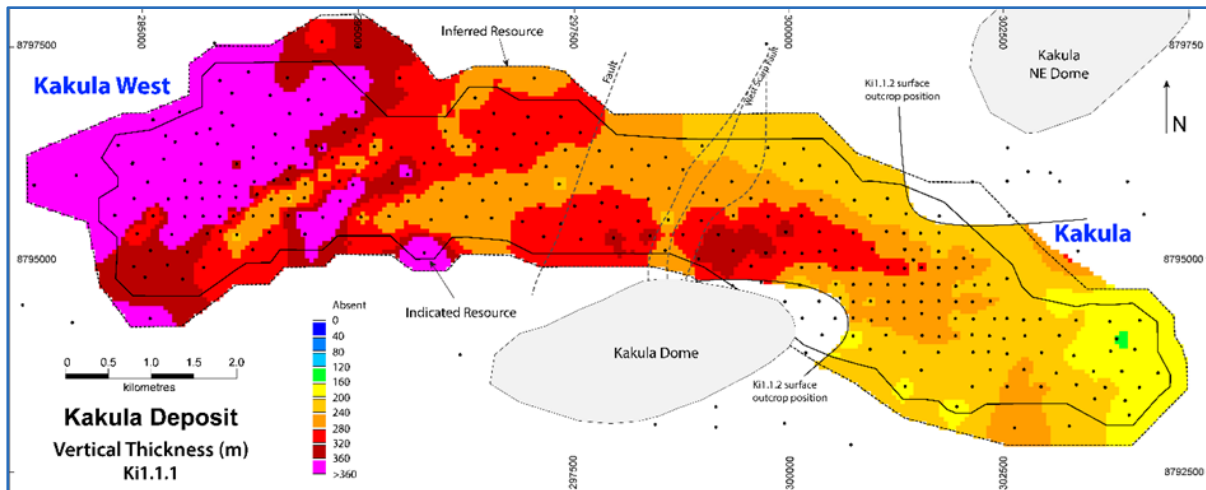 295000
297500
300000
302500
8797500
879750
Inferred Resource
Kakula West
Fault
West Scarp Fault
Kakula
NE Dome
Ki1.1.2 surface
outcrop position
N
Kakula
8795000
8795000
Indicated Resource
Absent
0
40
80
120
160
200
240
280
320
360
>360
0
0.5
1.0
1.5
2.0
kilometres
Kakula Dome
Ki1.1.2 surface
outcrop position
Kakula Deposit
Vertical Thickness (m)
Ki1.1.1
8792500
297500
300000
302500